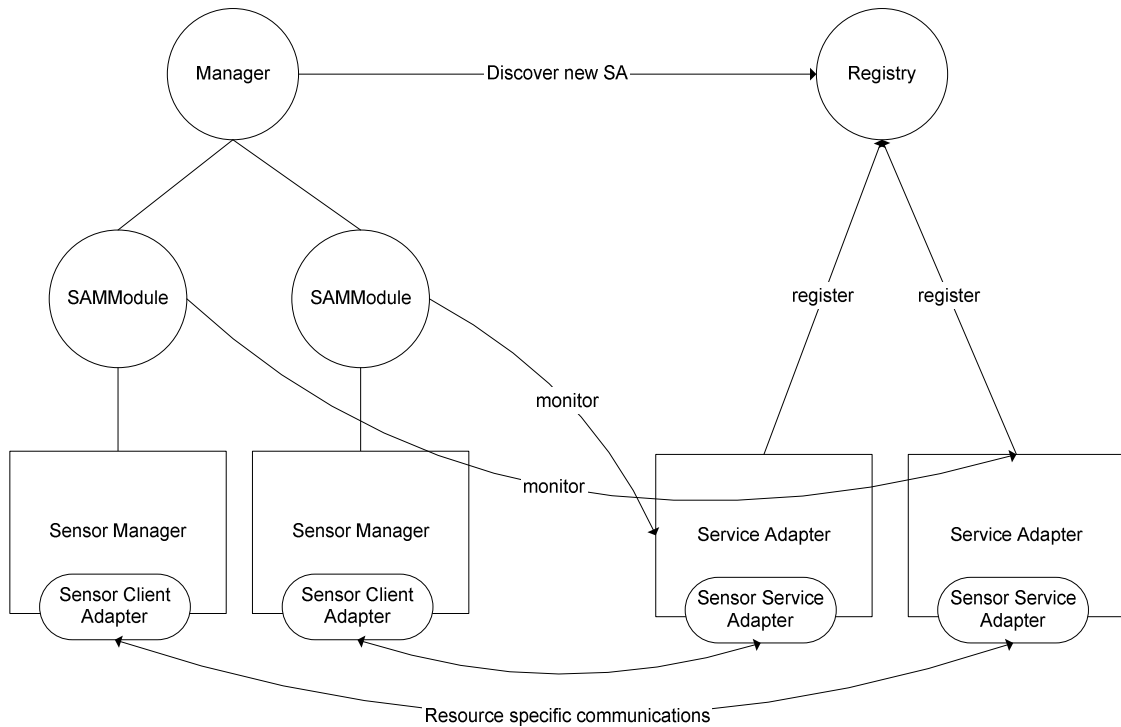 Manager
Discover new SA
Registry
SAMModule
SAMModule
register
register
monitor
monitor
Sensor Manager
Sensor Manager
Service Adapter
Service Adapter
Sensor Client
Adapter
Sensor Client
Adapter
Sensor Service
Adapter
Sensor Service
Adapter
Resource specific communications